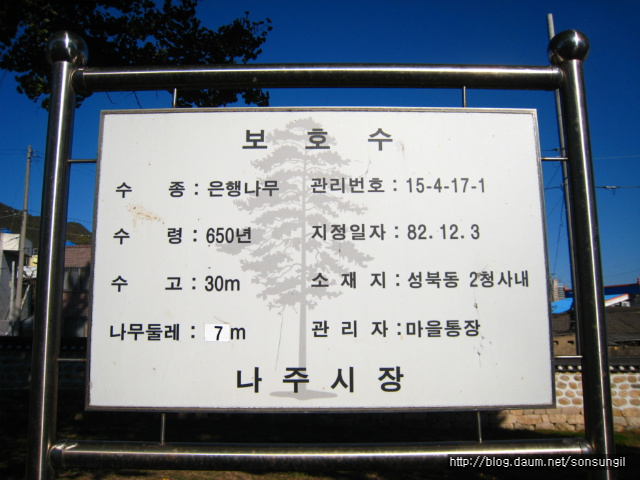 보 호 수
수 종 : 은행나무 관리번호 : 15-4-17-1
수 령 : 650년 지정일자 : 82. 12. 3
수 고 : 30m 소 재 지 : 성북동 2청사내
나무둘레 : 7 m 관 리 자 : 마을통장
나 주 시 장
http://blog.daum.net/sonsungil